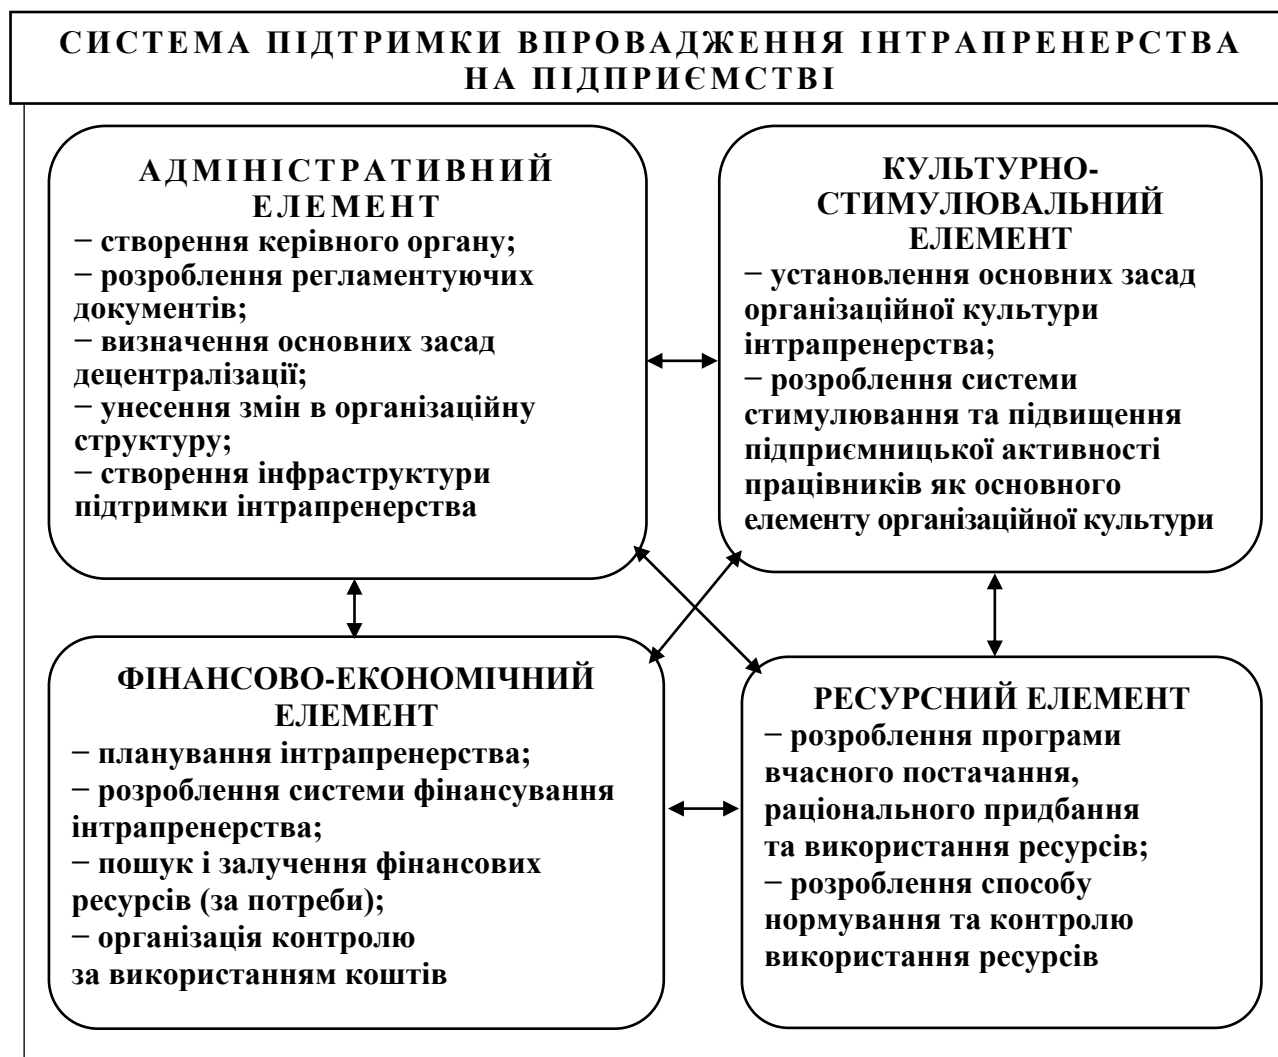 СИСТЕМА ПІДТРИМКИ ВПРОВАДЖЕННЯ ІНТРАПРЕНЕРСТВА
НА ПІДПРИЄМСТВІ
АДМІНІСТРАТИВНИЙ
ЕЛЕМЕНТ
− створення керівного органу;
− розроблення регламентуючих
документів;
− визначення основних засад
децентралізації;
− унесення змін в організаційну
структуру;
− створення інфраструктури
підтримки інтрапренерства
КУЛЬТУРНО-
СТИМУЛЮВАЛЬНИЙ
ЕЛЕМЕНТ
− установлення основних засад
організаційної культури
інтрапренерства;
− розроблення системи
стимулювання та підвищення
підприємницької активності
працівників як основного
елементу організаційної культури
ФІНАНСОВО-ЕКОНОМІЧНИЙ
ЕЛЕМЕНТ
− планування інтрапренерства;
− розроблення системи фінансування
інтрапренерства;
− пошук і залучення фінансових
ресурсів (за потреби);
− організація контролю
за використанням коштів
РЕСУРСНИЙ ЕЛЕМЕНТ
− розроблення програми
вчасного постачання,
раціонального придбання
та використання ресурсів;
− розроблення способу
нормування та контролю
використання ресурсів